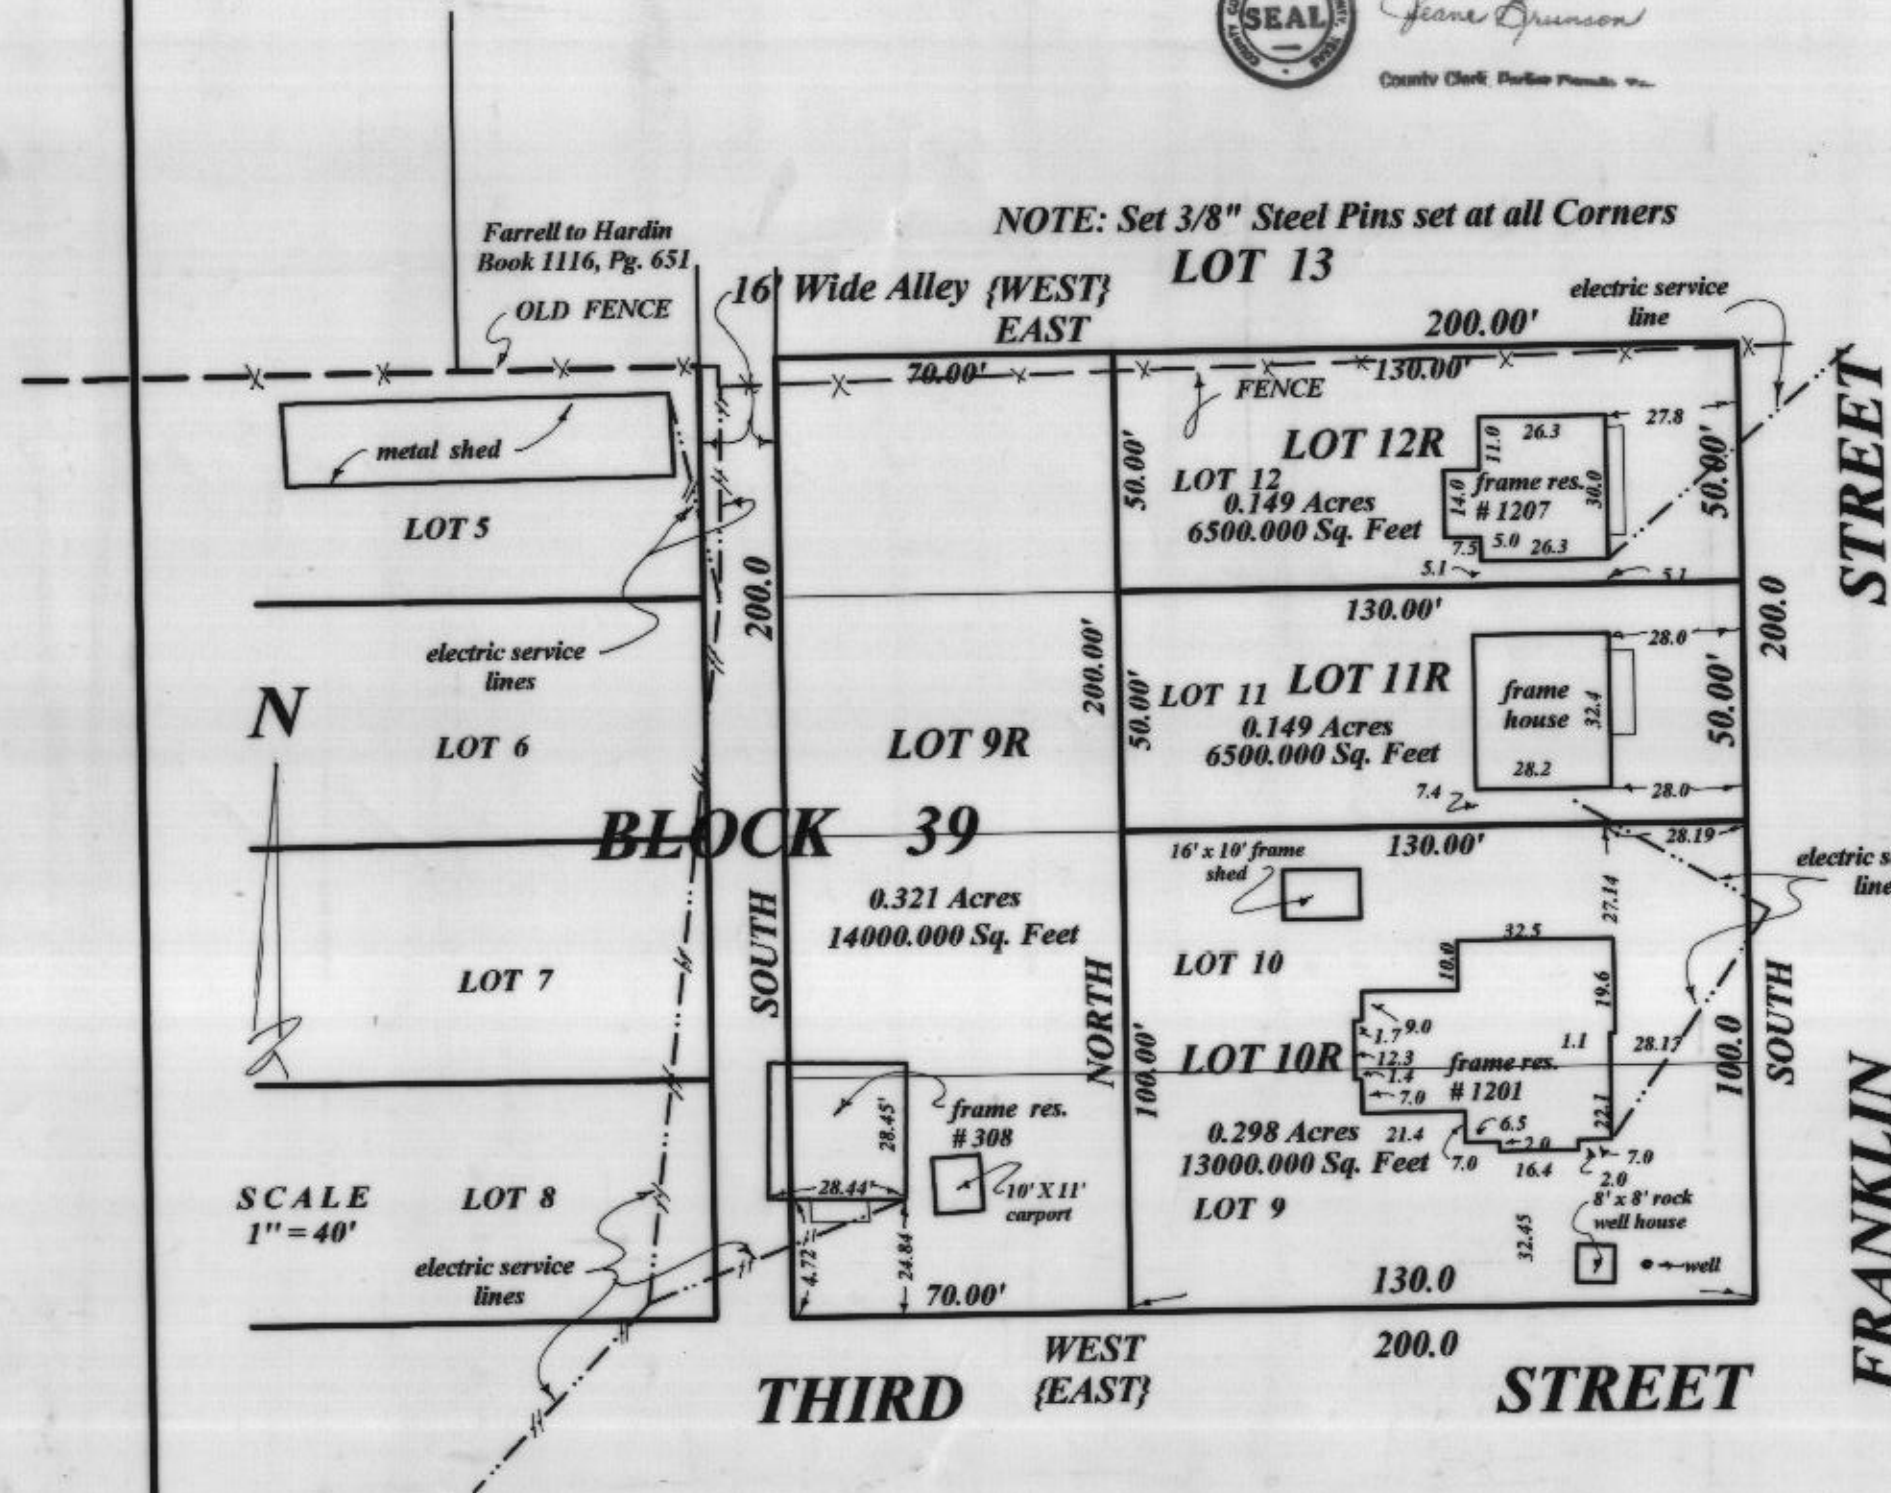 SEAL
Jeane Brunson
County Clerk,
NOTE: Set 3/8" Steel Pins set at all Corners
LOT 13
Farrell to Hardin
Book 1116, Pg. 651
OLD FENCE
16' Wide Alley {WEST}
EAST
200.00'
electric service
line
70.00'
130.00'
FENCE
metal shed
LOT 5
50.00'
LOT 12R
LOT 12
0.149 Acres
6500.000 Sq. Feet
11.0
26.3
27.8
14.0
frame res.
# 1207
30.0
7.5
5.0
26.3
5.1
5.1
50.00'
STREET
200.0
electric service
lines
N
LOT 6
200.00'
130.00'
50.00'
LOT 11 LOT 11R
0.149 Acres
6500.000 Sq. Feet
frame
house
32.4
28.2
28.0
28.0
7.4
50.00'
200.0
LOT 9R
BLOCK 39
0.321 Acres
14000.000 Sq. Feet
SOUTH
NORTH
LOT 7
16' x 10' frame
shed
130.00'
28.19
27.14
electric s
line
LOT 10
32.5
10.0
19.6
9.0
1.7
12.3
1.4
7.0
1.1
28.17
LOT 10R
frame res.
# 1201
22.1
100.00'
100.0
SOUTH
0.298 Acres
13000.000 Sq. Feet
21.4
6.5
2.0
7.0
16.4
7.0
2.0
LOT 9
8' x 8' rock
well house
well
32.45
130.0
FRANKLIN
frame res.
# 308
28.45'
28.44'
10' X 11'
carport
4.72
24.84
70.00'
SCALE
1" = 40'
LOT 8
electric service
lines
WEST
{EAST}
200.0
THIRD STREET